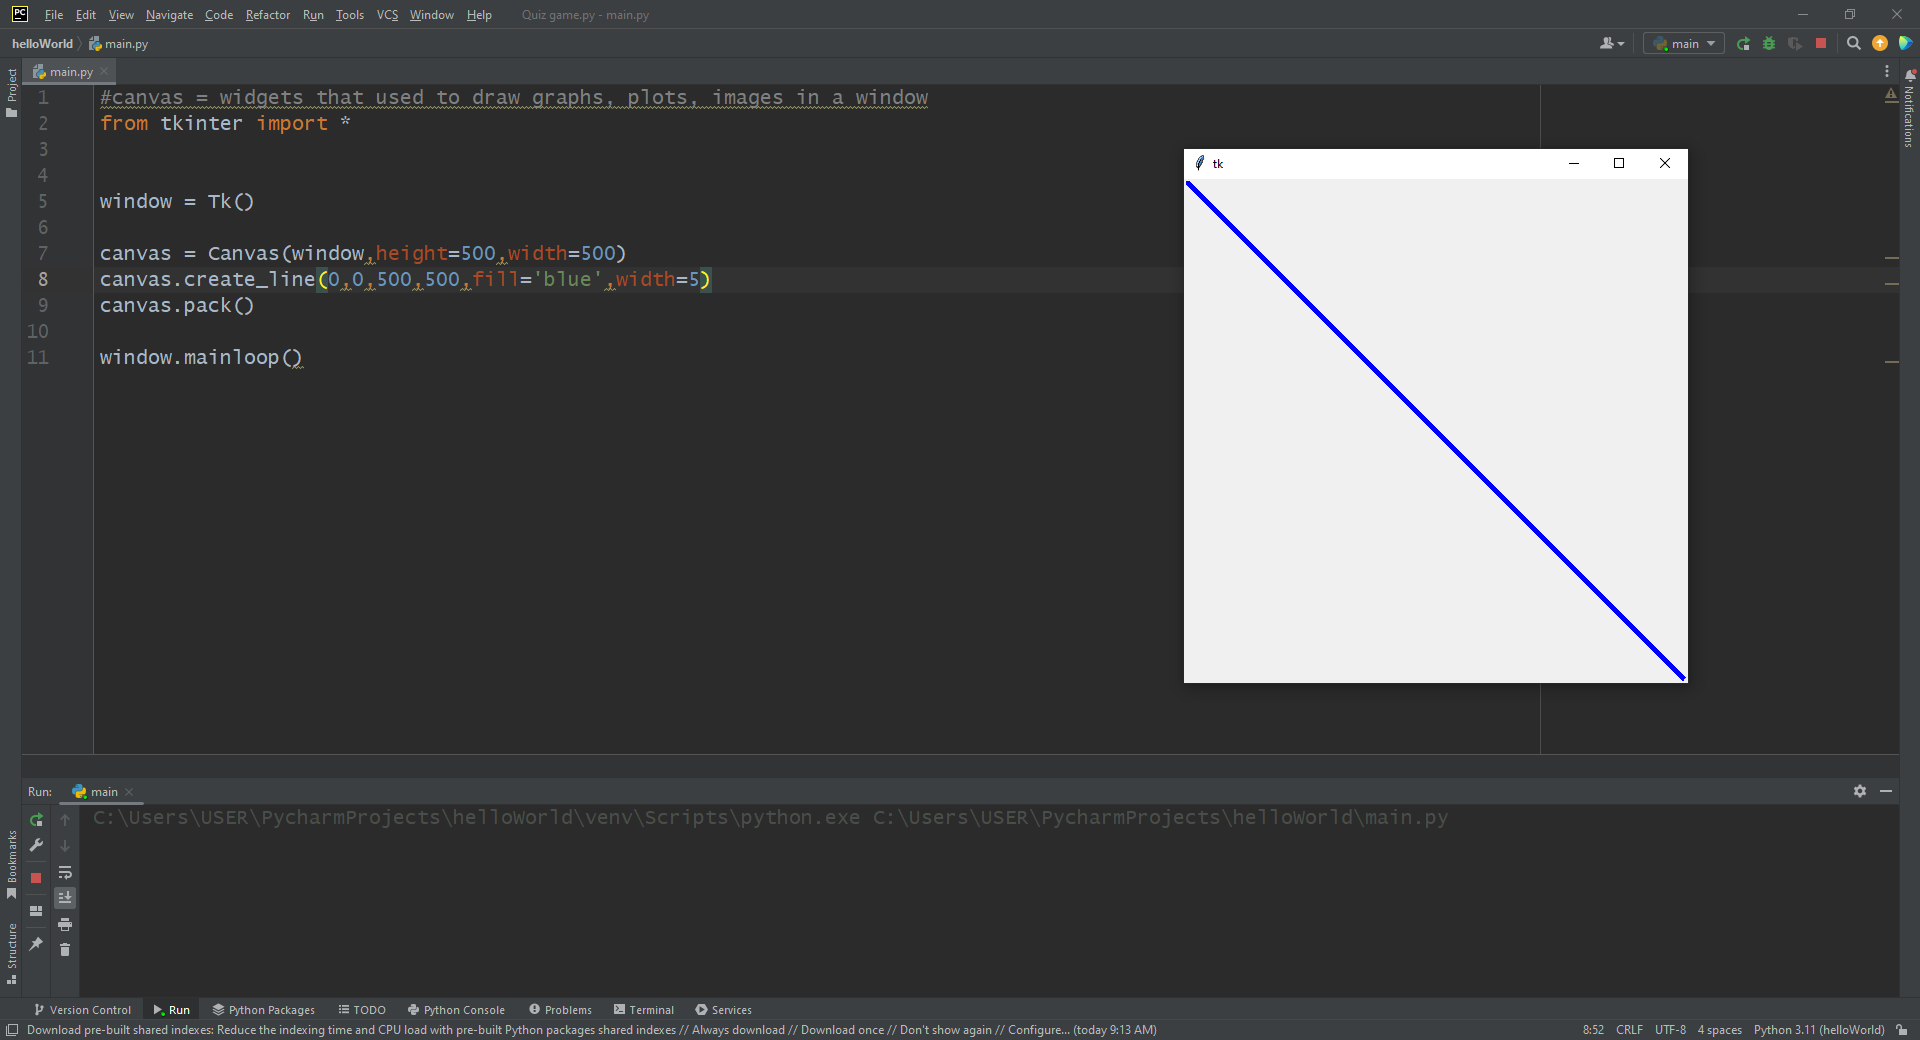 PC File Edit View Navigate Code Refactor Run Tools VCS Window Help Quiz game.py - main.py
helloWorld main.py
main
Project
main.py
Notifications
1 #canvas = widgets that used to draw graphs, plots, images in a window
2 from tkinter import *
3
4
5 window = Tk()
6
7 canvas = Canvas(window,height=500,width=500)
8 canvas.create_line(0,0,500,500,fill='blue',width=5)
9 canvas.pack()
10
11 window.mainloop()
tk
Run: main
C:\Users\USER\PycharmProjects\helloWorld\venv\Scripts\python.exe C:\Users\USER\PycharmProjects\helloWorld\main.py
Bookmarks
Structure
Version Control Run Python Packages TODO Python Console Problems Terminal Services
Download pre-built shared indexes: Reduce the indexing time and CPU load with pre-built Python packages shared indexes // Always download // Download once // Don't show again // Configure... (today 9:13 AM) 8:52 CRLF UTF-8 4 spaces Python 3.11 (helloWorld)